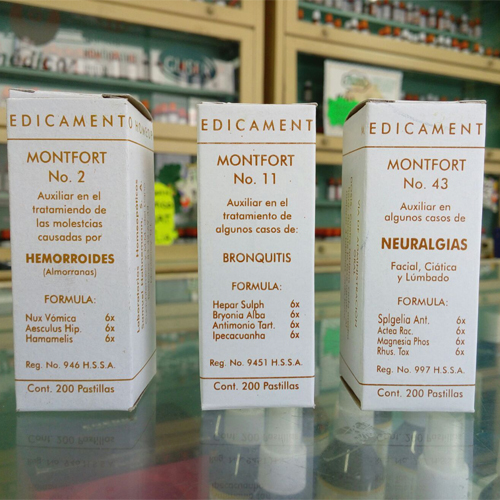 EDICAMENT
MONTFORT
No. 2
Auxiliar en el
tratamiendo de
las molestcias
causadas por
HEMORROIDES
(Almorranas)
FORMULA:
Nux Vómica 6x
Aesculus Hip. 6x
Hamamelis 6x
Reg. No. 946 H.S.S.A.
Cont. 200 Pastillas
EDICAMENT
MONTFORT
No. 11
Auxiliar en el
tratamiento de
algunos casos de:
BRONQUITIS
FORMULA:
Hepar Sulph 6x
Bryonia Alba 6x
Antimonio Tart. 6x
Ipecacuanha 6x
Reg. No. 9451 H.S.S.A.
Cont. 200 Pastillas
EDICAMENTO
MONTFORT
No. 43
Auxiliar en
algunos casos de
NEURALGIAS
Facial, Ciática
y Lúmbado
FORMULA:
Splgelia Ant. 6x
Actea Rac. 6x
Magnesia Phos 6x
Rhus. Tox 6x
Reg. No. 997 H.S.S.A.
Cont. 200 Pastillas